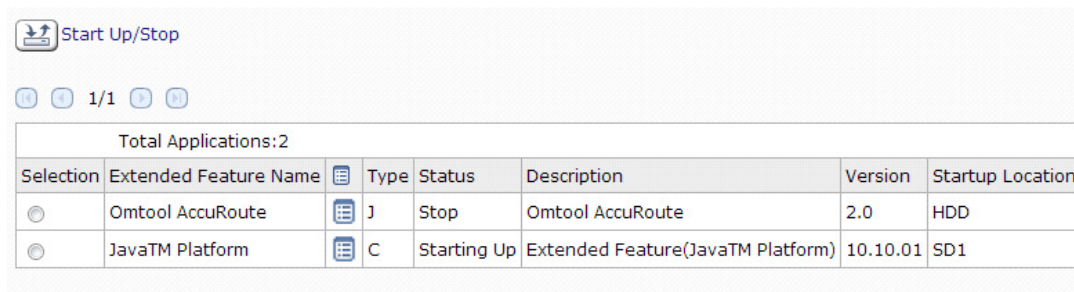 Start Up/Stop
1/1
Total Applications:2
Selection Extended Feature Name Type Status Description Version Startup Location
Omtool AccuRoute J Stop Omtool AccuRoute 2.0 HDD
JavaTM Platform C Starting Up Extended Feature(JavaTM Platform) 10.10.01 SD1